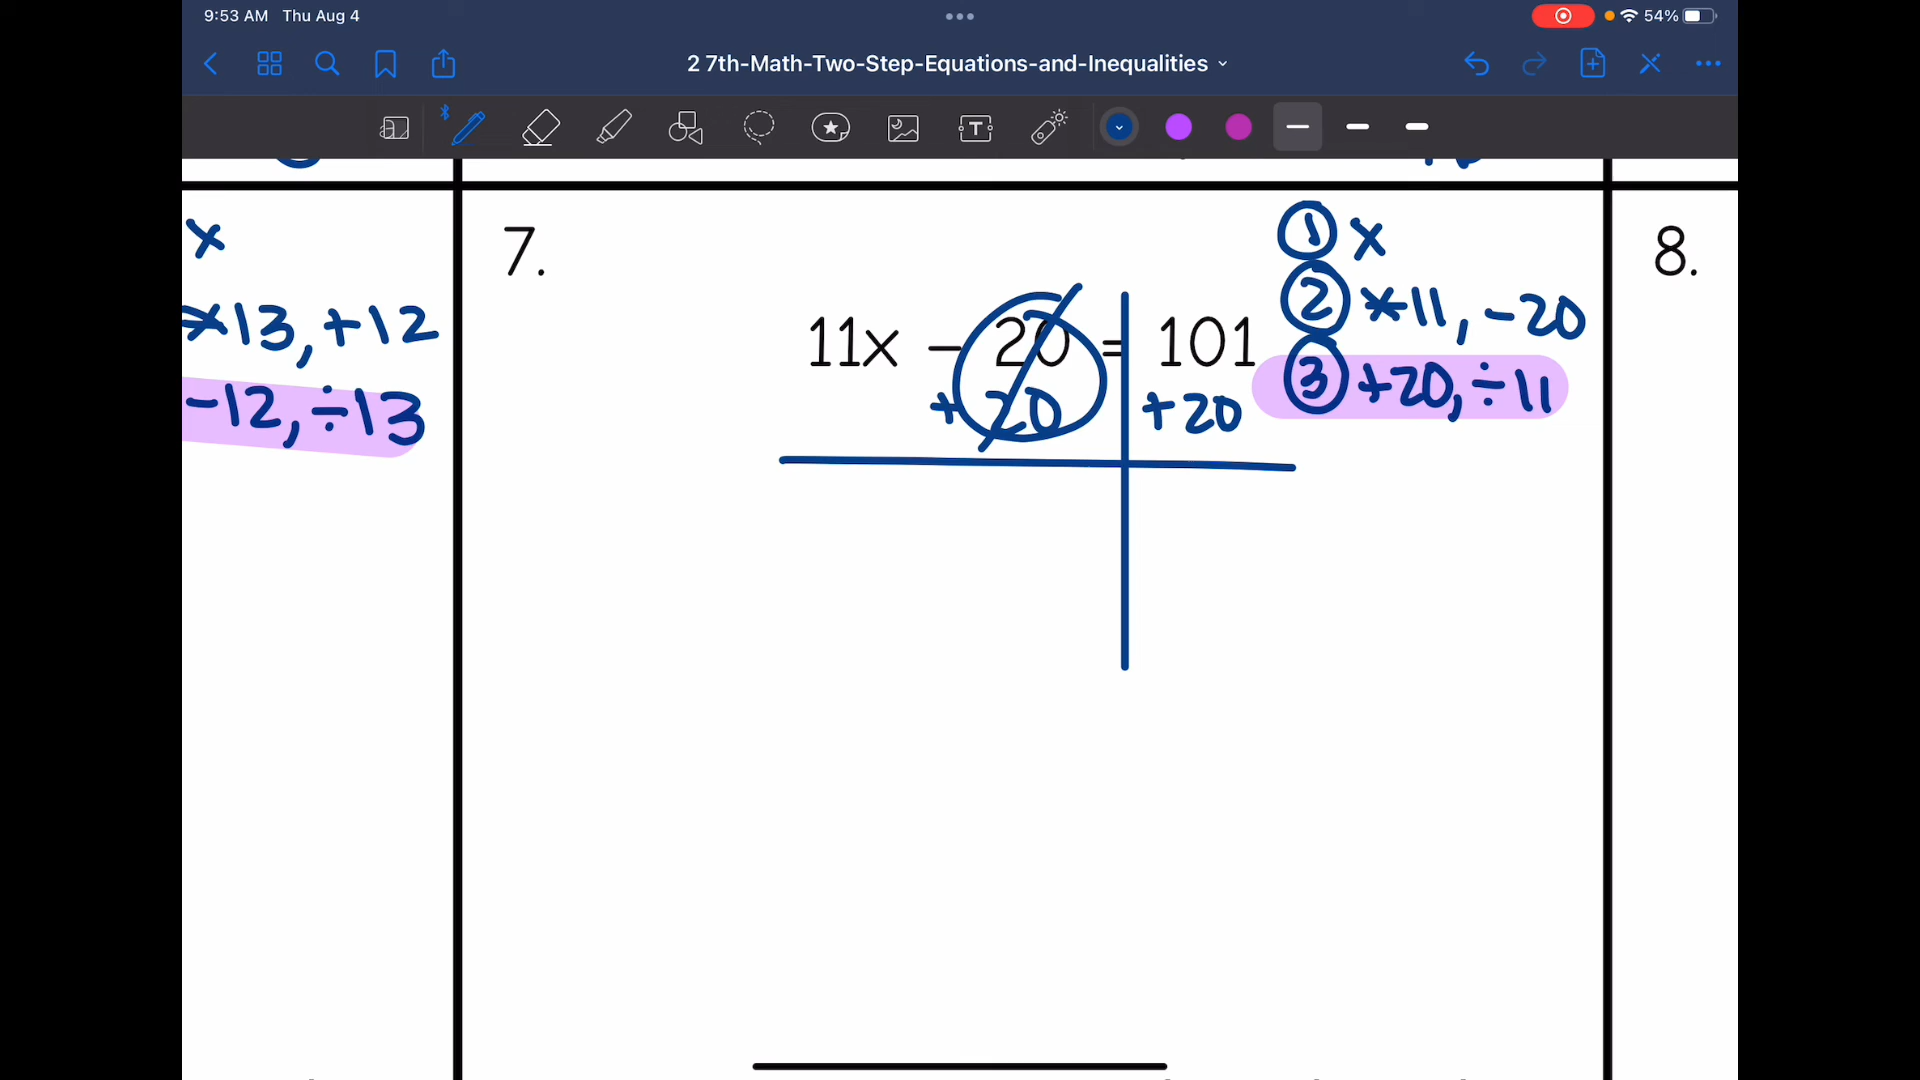 9:53 AM Thu Aug 4
54%
2 7th-Math-Two-Step-Equations-and-Inequalities
x
*13, +12
-12, ÷13
7.
11x – 20 = 101
+ 20 +20
① x
② *11, -20
③ +20, ÷11
8.